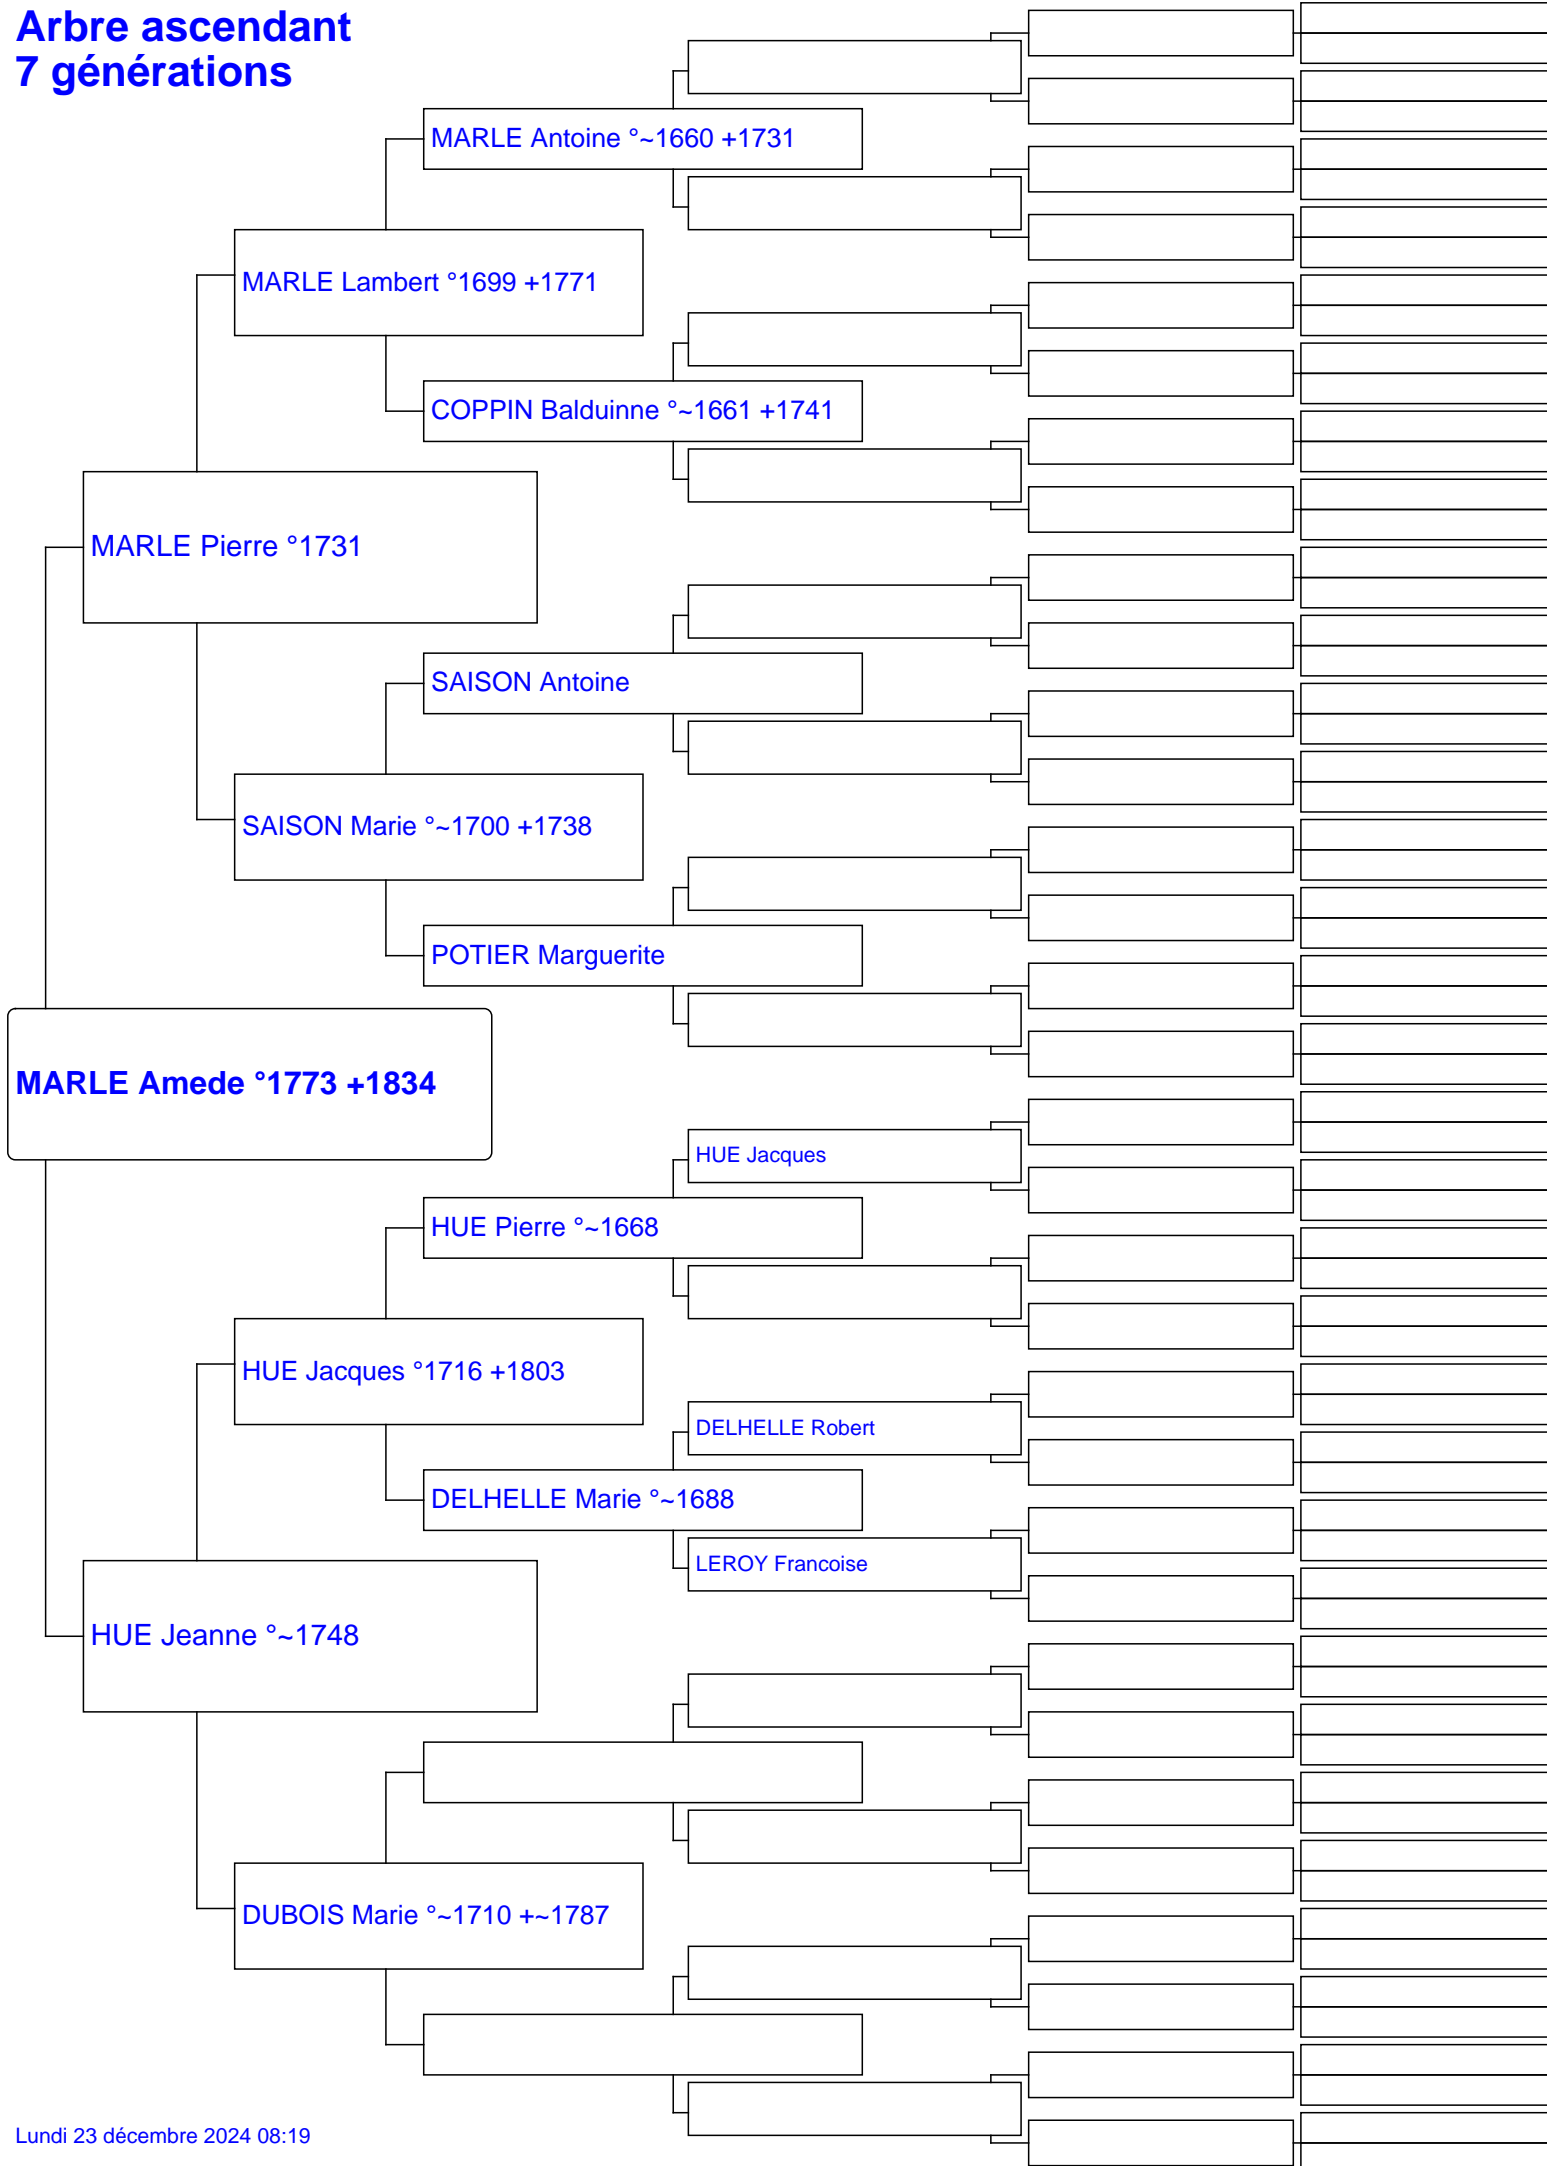 Arbre ascendant
7 générations
MARLE Antoine °~1660 +1731
MARLE Lambert °1699 +1771
COPPIN Balduinne °~1661 +1741
MARLE Pierre °1731
SAISON Antoine
SAISON Marie °~1700 +1738
POTIER Marguerite
MARLE Amede °1773 +1834
HUE Jacques
HUE Pierre °~1668
HUE Jacques °1716 +1803
DELHELLE Robert
DELHELLE Marie °~1688
LEROY Francoise
HUE Jeanne °~1748
DUBOIS Marie °~1710 +~1787
Lundi 23 décembre 2024 08:19